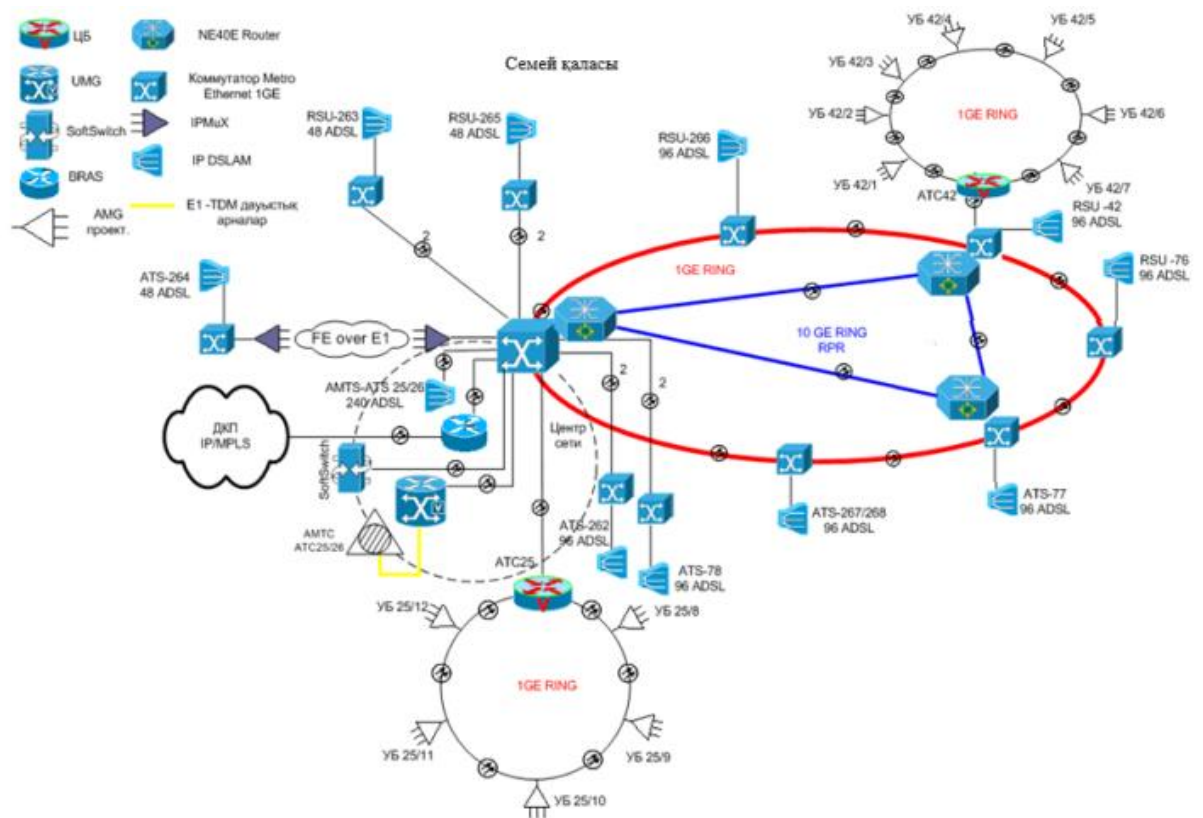 ЦБ
NE40E Router
UMG
Коммутатор Metro
Ethernet 1GE
SoftSwitch
IPMuX
IP DSLAM
BRAS
AMG
проект.
E1 -TDM дауыстық
арналар
Семей қаласы
RSU-263
48 ADSL
RSU-265
48 ADSL
RSU-266
96 ADSL
УБ 42/4
УБ 42/5
УБ 42/3
УБ 42/2
1GE RING
УБ 42/6
УБ 42/1
УБ 42/7
АТС42
RSU -42
96 ADSL
2
2
1GE RING
RSU -76
96 ADSL
ATS-264
48 ADSL
FE over E1
10 GE RING
RPR
2
2
AMTS-ATS 25/26
240 ADSL
ДКП
IP/MPLS
Центр
сети
SoftSwitch
АМТС
АТС25/26
АТС25
ATS-262
96 ADSL
ATS-78
96 ADSL
ATS-267/268
96 ADSL
ATS-77
96 ADSL
УБ 25/12
УБ 25/8
1GE RING
УБ 25/11
УБ 25/9
УБ 25/10